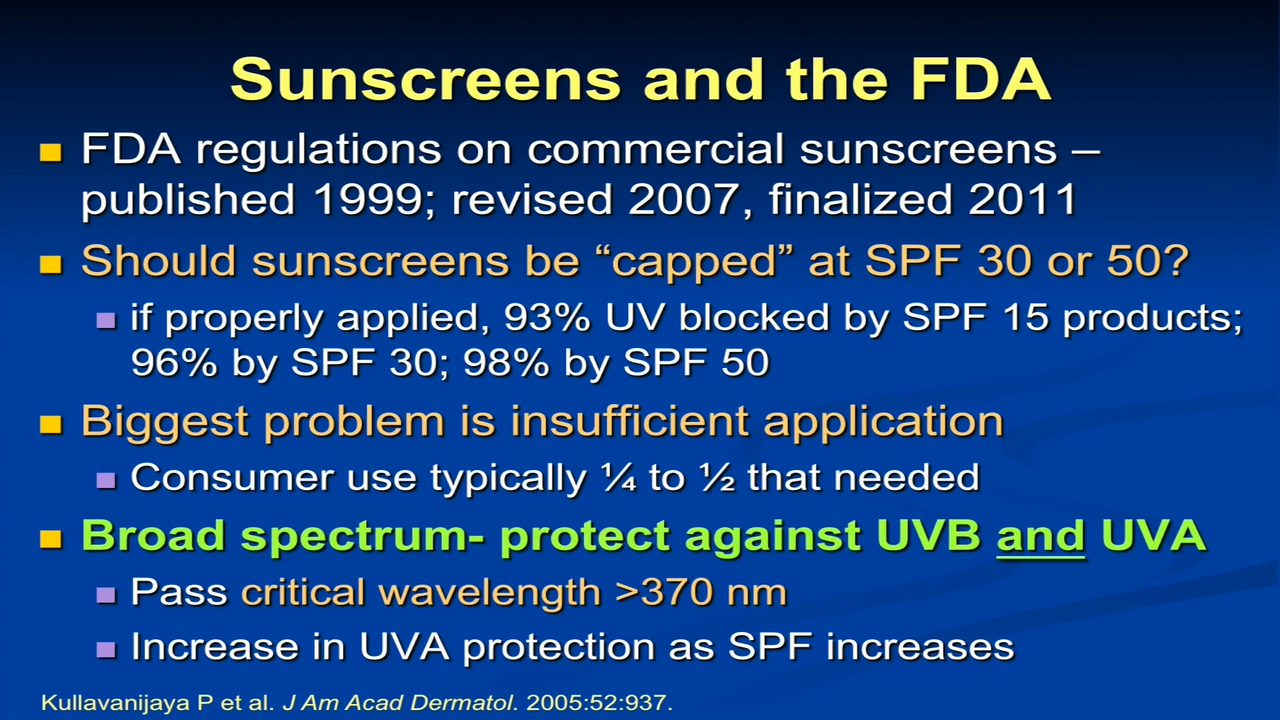 Sunscreens and the FDA
FDA regulations on commercial sunscreens –
published 1999; revised 2007, finalized 2011
Should sunscreens be “capped” at SPF 30 or 50?
if properly applied, 93% UV blocked by SPF 15 products;
96% by SPF 30; 98% by SPF 50
Biggest problem is insufficient application
Consumer use typically ¼ to ½ that needed
Broad spectrum- protect against UVB and UVA
Pass critical wavelength >370 nm
Increase in UVA protection as SPF increases
Kullavanijaya P et al. J Am Acad Dermatol. 2005:52:937.